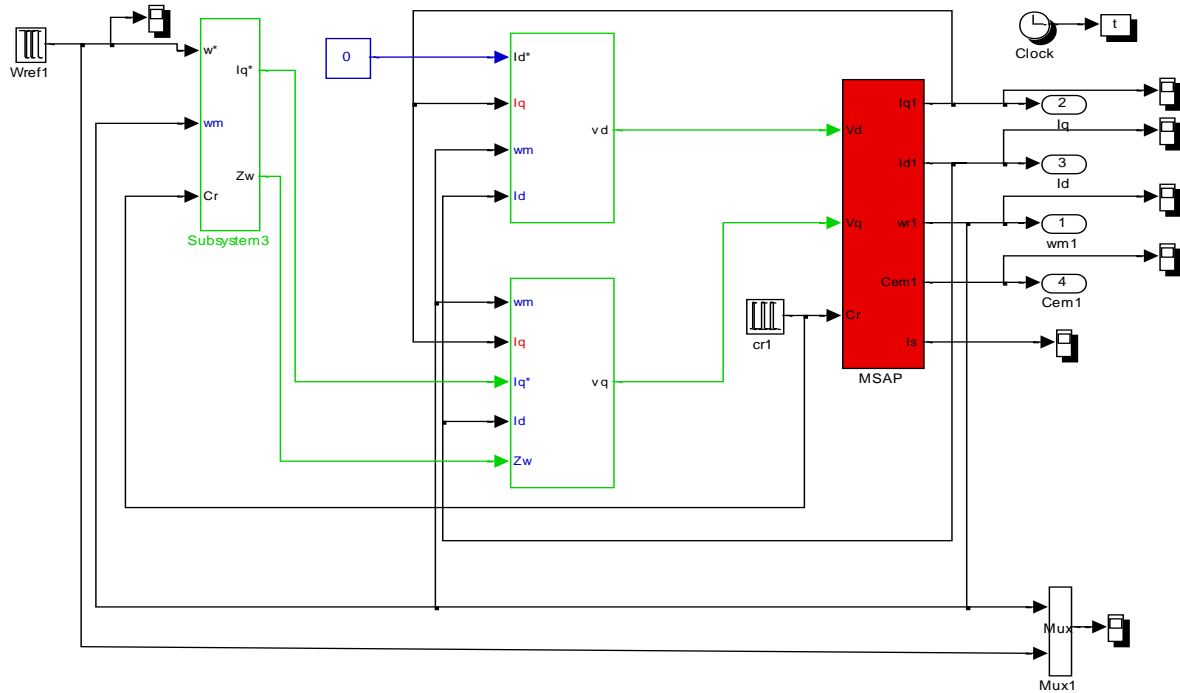 Wref1
w*
wm
Cr
Iq*
Zw
Subsystem3
0
Id*
Iq
wm
Id
vd
wm
Iq
Iq*
Id
Zw
vq
cr1
Vd
Vq
Cr
Iq1
Id1
wr1
Cem1
Is
MSAP
Clock
t
2
Iq
3
Id
1
wm1
4
Cem1
Mux
Mux1